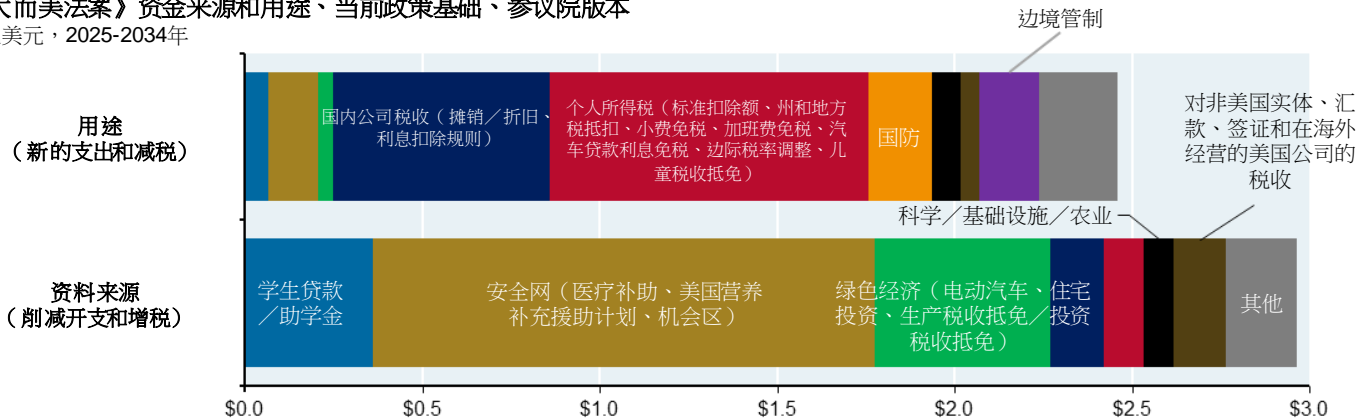 大而美法案》资金来源和用途、当前政策基础、参议院版本
美元，2025-2034年
边境管制
用途
（新的支出和减税）
国内公司税收（摊销／折旧、
利息扣除规则）
个人所得税（标准扣除额、州和地方
税抵扣、小费免税、加班费免税、汽
车贷款利息免税、边际税率调整、儿
童税收抵免）
国防
对非美国实体、汇
款、签证和在海外
经营的美国公司的
税收
科学／基础设施／农业
资料来源
（削减开支和增税）
学生贷款
／助学金
安全网（医疗补助、美国营养
补充援助计划、机会区）
绿色经济（电动汽车、住宅
投资、生产税收抵免／投资
税收抵免）
其他
$0.0 $0.5 $1.0 $1.5 $2.0 $2.5 $3.0